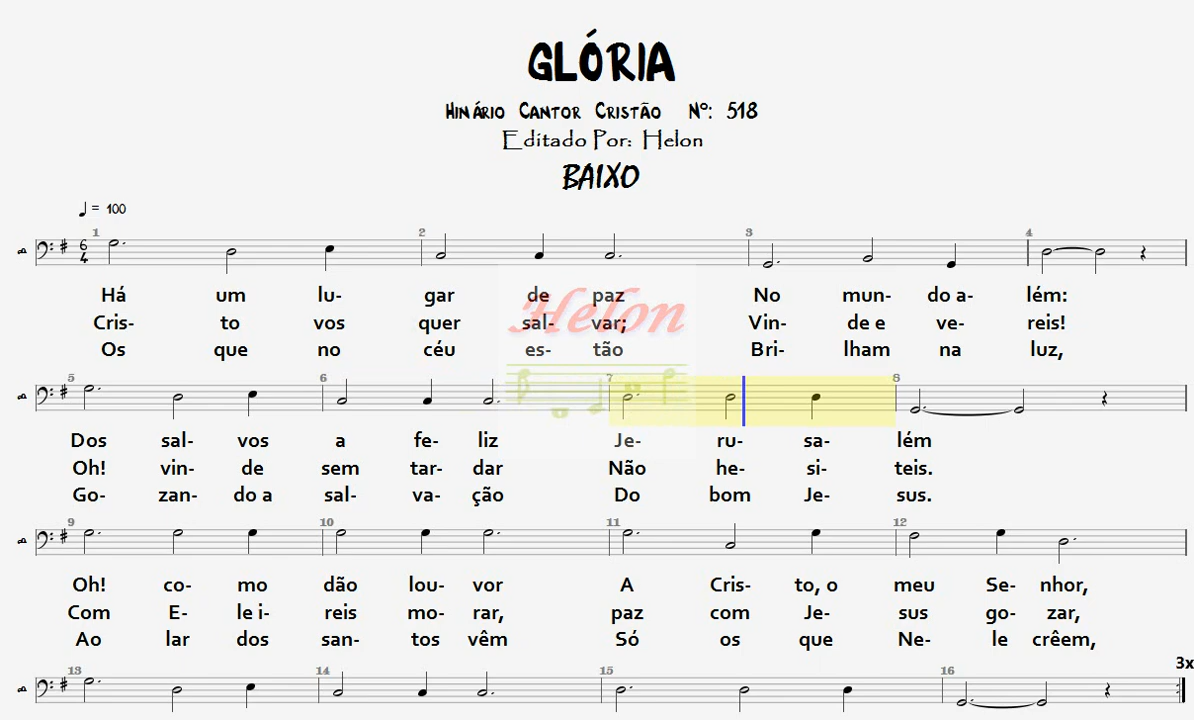 GLÓRIA
Hinário Cantor Cristão Nº: 518
Editado Por: Helon
BAIXO
= 100
1 2 3 4
6
4
Há um lu- gar de paz No mun- do a- lém:
Cris- to vos quer sal- var; Vin- de e ve- reis!
Os que no céu es- tão Bri- lham na luz,
Helon
5 6 7 8
Dos sal- vos a fe- liz Je- ru- sa- lém
Oh! vin- de sem tar- dar Não he- si- teis.
Go- zan- do a sal- va- ção Do bom Je- sus.
9 10 11 12
Oh! co- mo dão lou- vor A Cris- to, o meu Se- nhor,
Com E- le i- reis mo- rar, paz com Je- sus go- zar,
Ao lar dos san- tos vêm Só os que Ne- le crêem,
3x
13 14 15 16